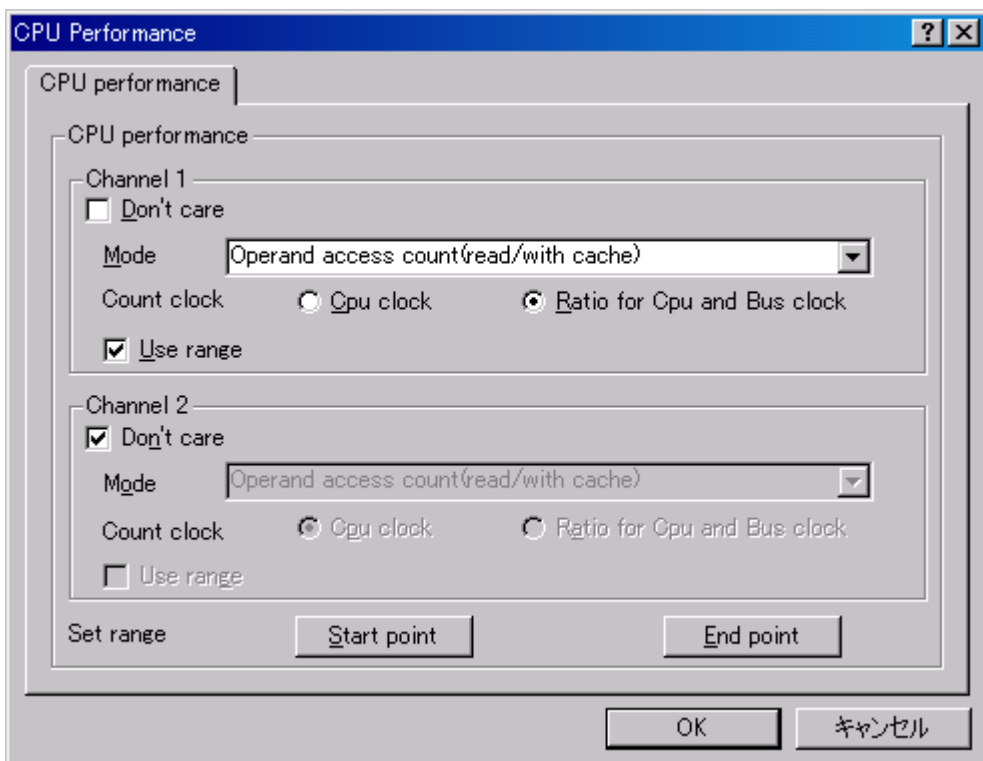 CPU Performance
CPU performance
CPU performance
Channel 1
Don't care
Mode Operand access count(read/with cache)
Count clock Cpu clock Ratio for Cpu and Bus clock
Use range
Channel 2
Don't care
Mode Operand access count(read/with cache)
Count clock Cpu clock Ratio for Cpu and Bus clock
Use range
Set range Start point End point
OK キャンセル